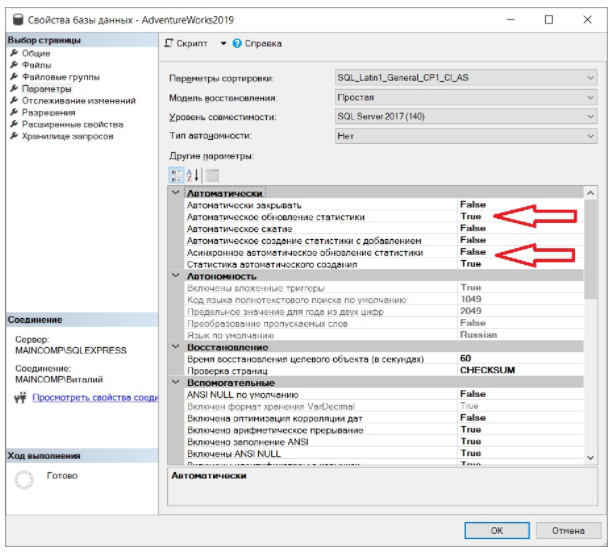 Свойства базы данных - AdventureWorks2019
Выбор страницы
Общие
Файлы
Файловые группы
Параметры
Отслеживание изменений
Разрешения
Расширенные свойства
Хранилище запросов
Скрипт
Справка
Параметры сортировки: SQL_Latin1_General_CP1_CI_AS
Модель восстановления: Простая
Уровень совместимости: SQL Server 2017 (140)
Тип автономности: Нет
Другие параметры:
Автоматически
Автоматически закрывать False
Автоматическое обновление статистики True
Автоматическое сжатие False
Автоматическое создание статистики с добавлением False
Асинхронное автоматическое обновление статистики False
Статистика автоматического создания True
Автономность
Включены вложенные триггеры True
Код языка полнотекстового поиска по умолчанию 1049
Предельное значение для года из двух цифр 2049
Преобразование пропускаемых слов False
Язык по умолчанию Russian
Восстановление
Время восстановления целевого объекта (в секундах) 60
Проверка страниц CHECKSUM
Вспомогательные
ANSI NULL по умолчанию False
Включен формат хранения VarDecimal True
Включена оптимизация корреляции дат False
Включено арифметическое прерывание True
Включено заполнение ANSI True
Включены ANSI NULL True
True
Автоматически
Соединение
Сервер:
MAINCOMP\SQLEXPRESS
Соединение:
MAINCOMP\Виталий
Просмотреть свойства соеди
Ход выполнения
Готово
OK
Отмена